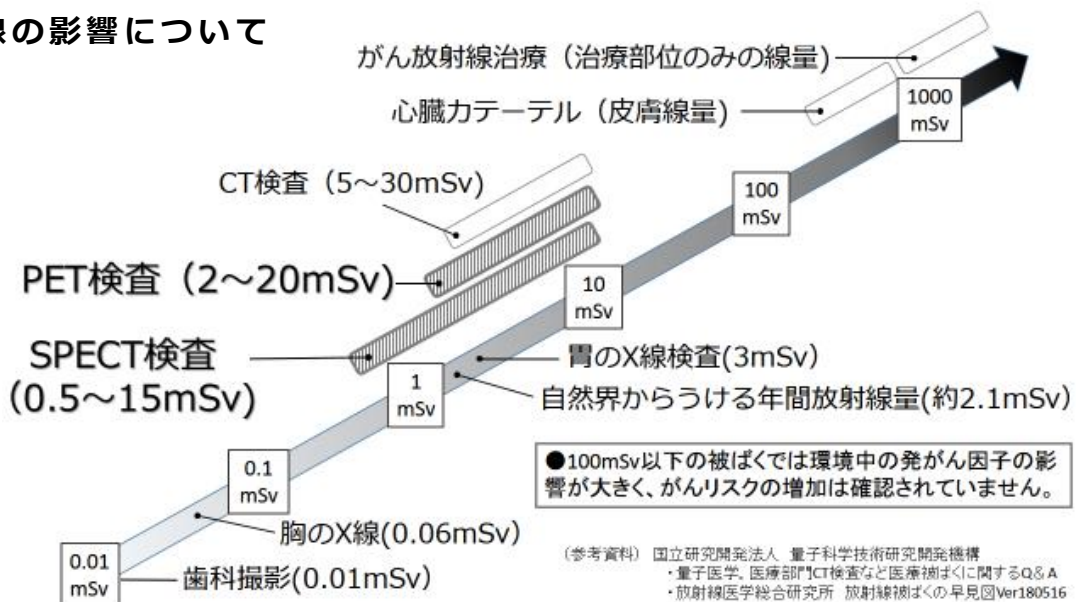 線の影響について
がん放射線治療（治療部位のみの線量）
心臓カテーテル（皮膚線量）
1000
mSv
CT検査（5～30mSv）
100
mSv
PET検査（2～20mSv）
10
mSv
SPECT検査
（0.5～15mSv）
胃のX線検査(3mSv）
1
mSv
自然界からうける年間放射線量(約2.1mSv）
●100mSv以下の被ばくでは環境中の発がん因子の影
響が大きく、がんリスクの増加は確認されていません。
0.1
mSv
胸のX線(0.06mSv）
0.01
mSv
歯科撮影(0.01mSv）
（参考資料） 国立研究開発法人 量子科学技術研究開発機構
・量子医学、医療部門CT検査など医療被ばくに関するQ&A
・放射線医学総合研究所 放射線被ばくの早見図Ver180516